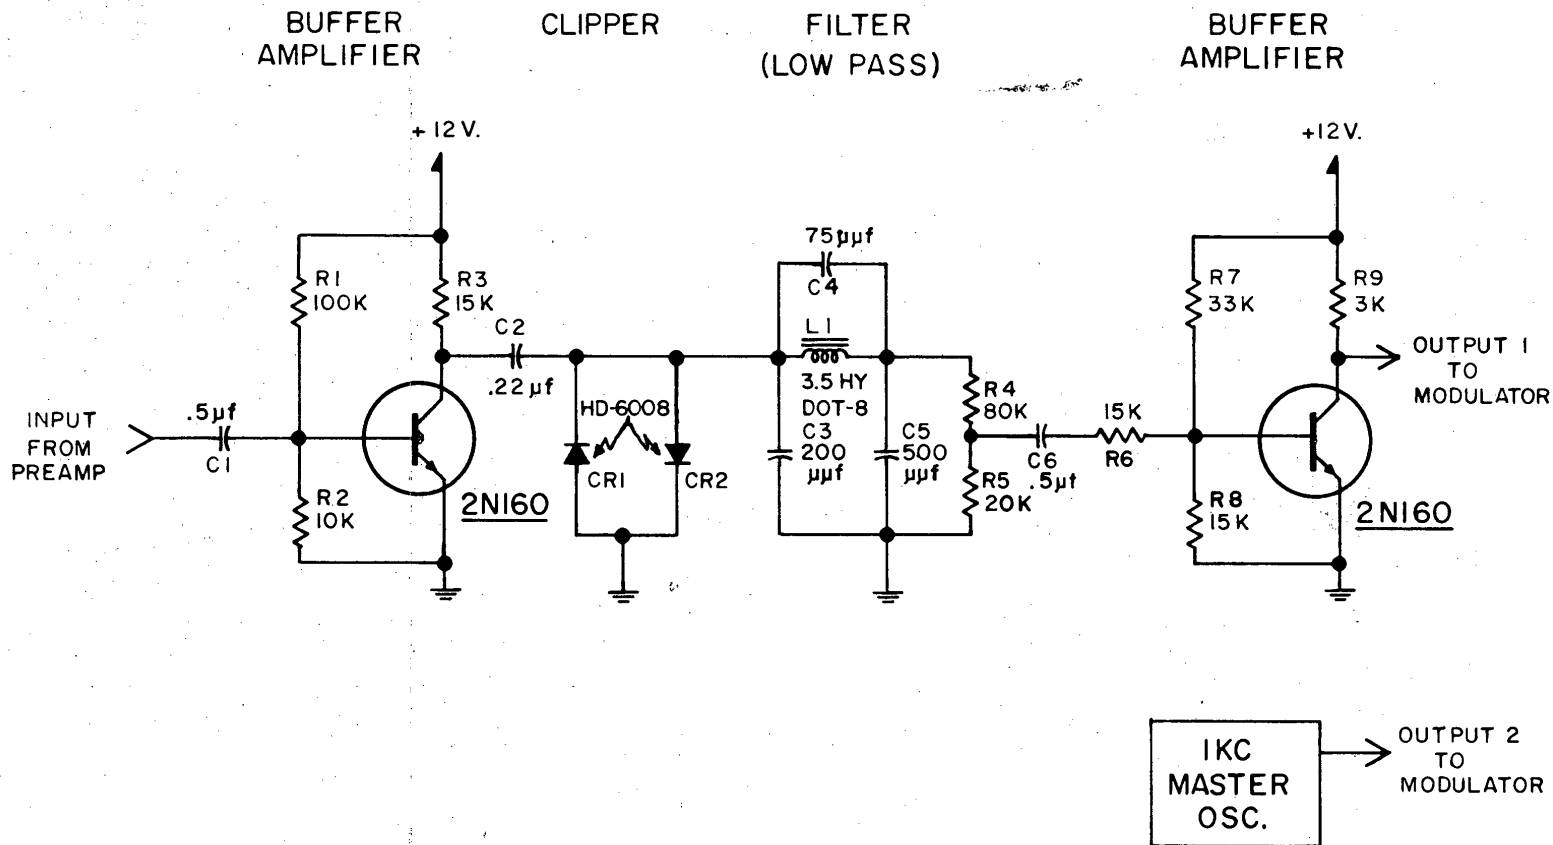 BUFFER
AMPLIFIER
CLIPPER
FILTER
(LOW PASS)
BUFFER
AMPLIFIER
+12V.
+12V.
R1
100K
R3
15K
C2
.22µf
75µµf
C4
L1
3.5 HY
DOT-8
R7
33K
R9
3K
OUTPUT 1
TO
MODULATOR
INPUT
FROM
PREAMP
.5µf
C1
R2
10K
2N160
HD-6008
CR1
CR2
C3
200
µµf
C5
500
µµf
R4
80K
R5
20K
C6
.5µf
15K
R6
R8
15K
2N160
1KC
MASTER
OSC.
OUTPUT 2
TO
MODULATOR